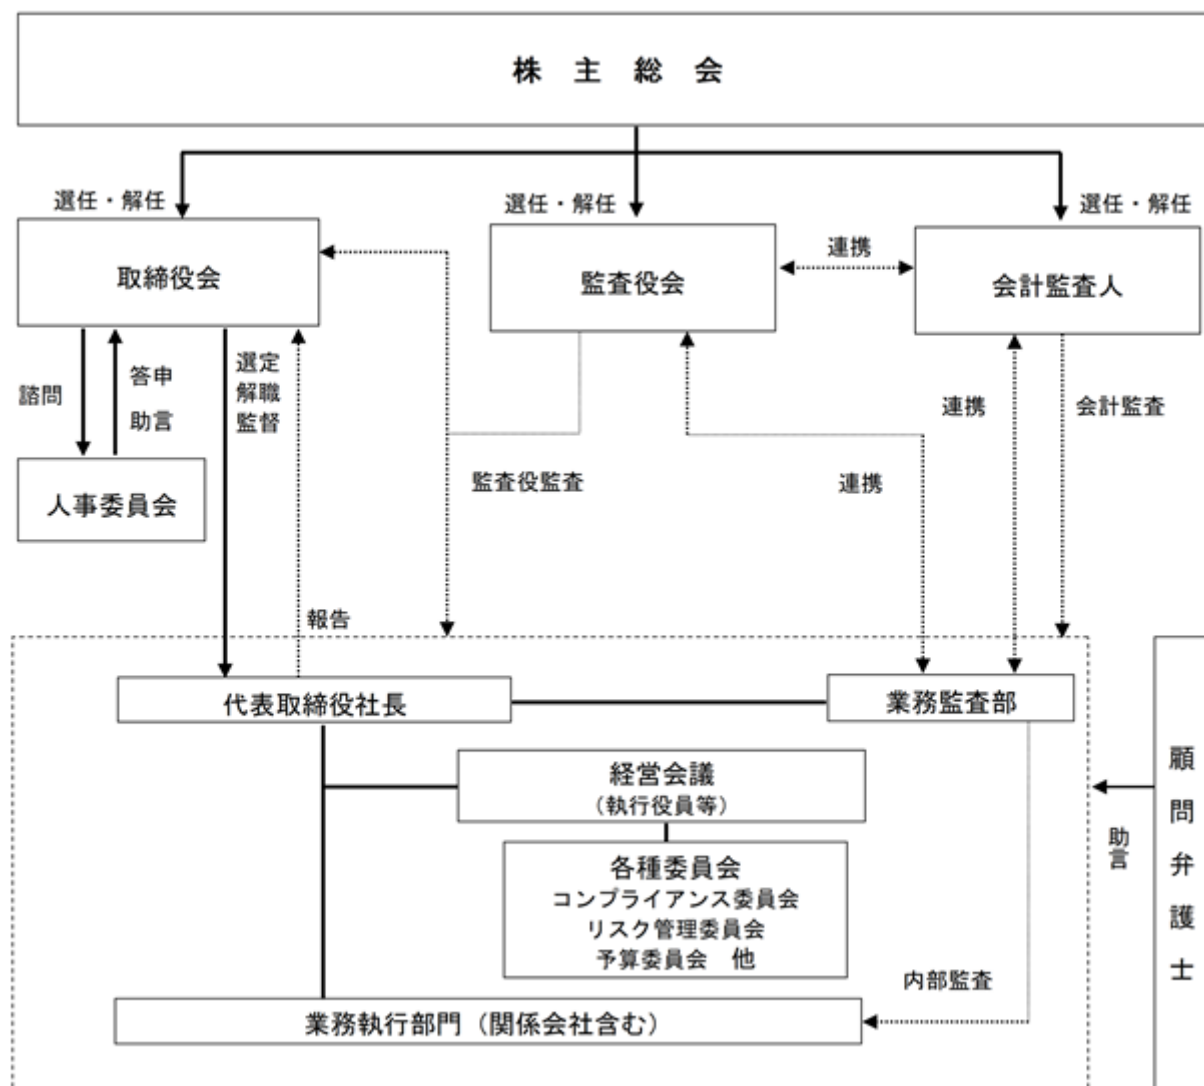 株 主 総 会
選任・解任
選任・解任
選任・解任
取締役会
監査役会
連携
会計監査人
諮問
答申
助言
選定
解職
監督
人事委員会
監査役監査
連携
連携
会計監査
報告
代表取締役社長
業務監査部
経営会議
（執行役員等）
各種委員会
コンプライアンス委員会
リスク管理委員会
予算委員会 他
助言
顧問弁護士
内部監査
業務執行部門（関係会社含む）